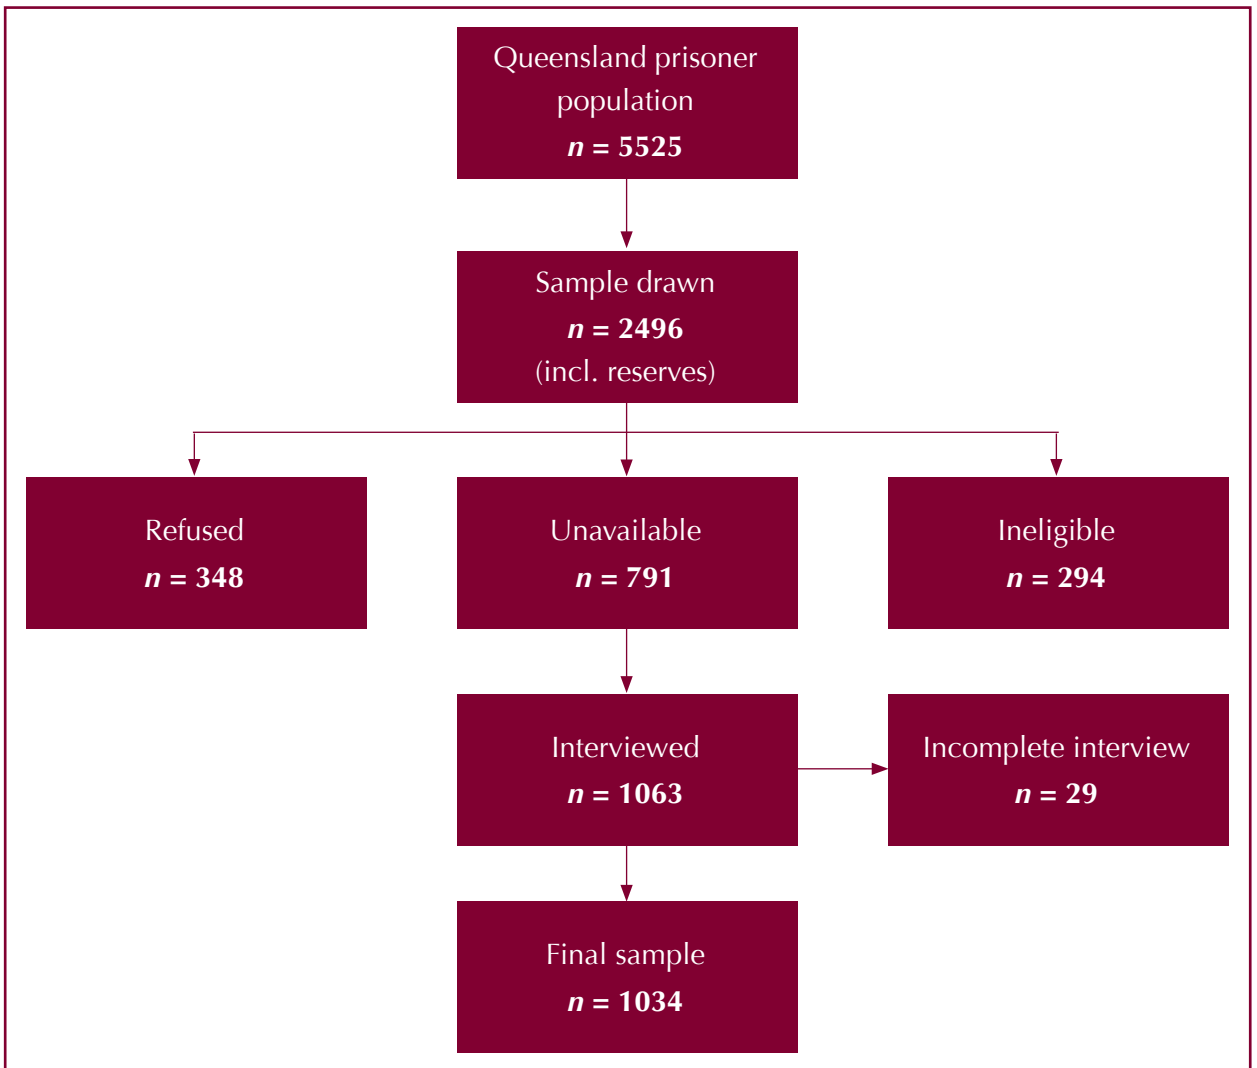 Queensland prisoner
population
n = 5525
Sample drawn
n = 2496
(incl. reserves)
Refused
n = 348
Unavailable
n = 791
Ineligible
n = 294
Interviewed
n = 1063
Incomplete interview
n = 29
Final sample
n = 1034